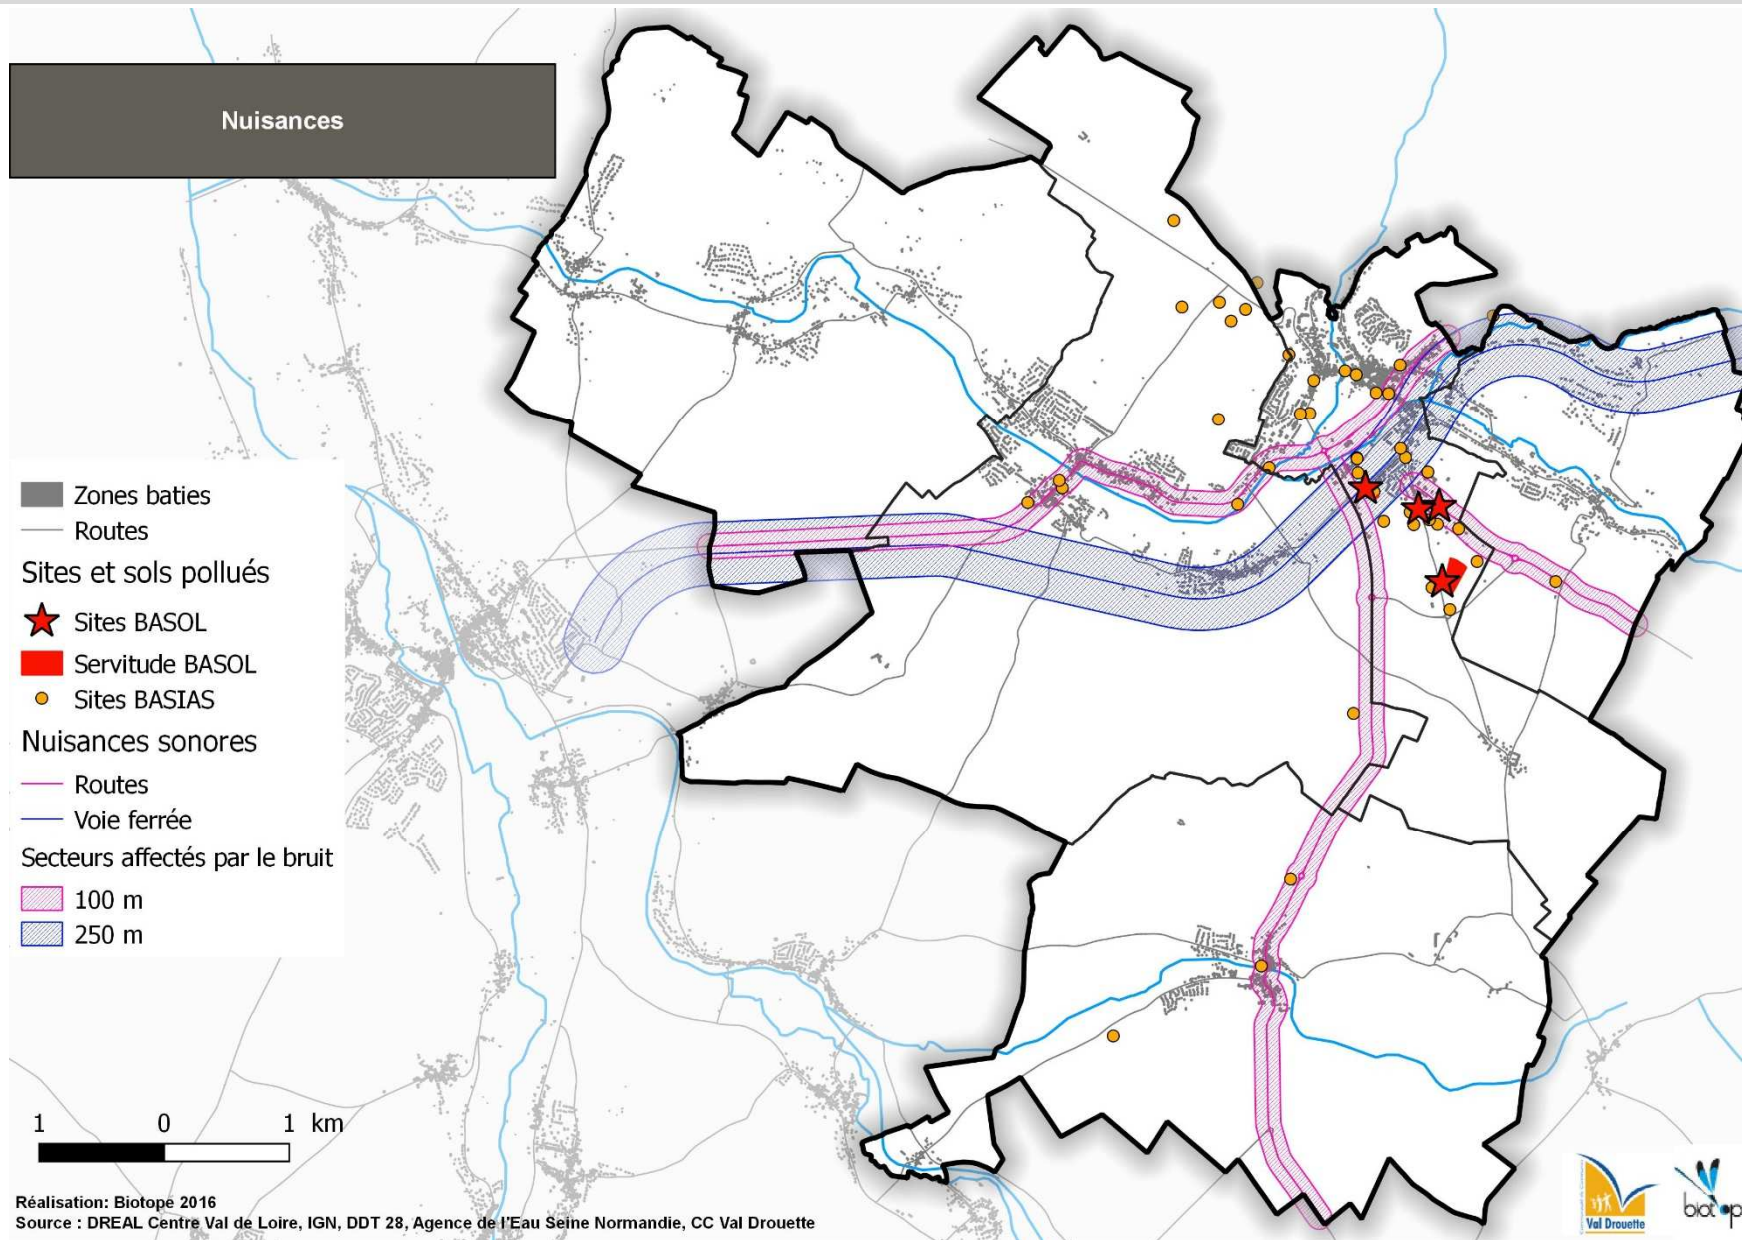 Nuisances
Zones baties
Routes
Sites et sols pollués
Sites BASOL
Servitude BASOL
Sites BASIAS
Nuisances sonores
Routes
Voie ferrée
Secteurs affectés par le bruit
100 m
250 m
1 0 1 km
Réalisation: Biotope 2016
Source : DREAL Centre Val de Loire, IGN, DDT 28, Agence de l'Eau Seine Normandie, CC Val Drouette
Val Drouette
biotop